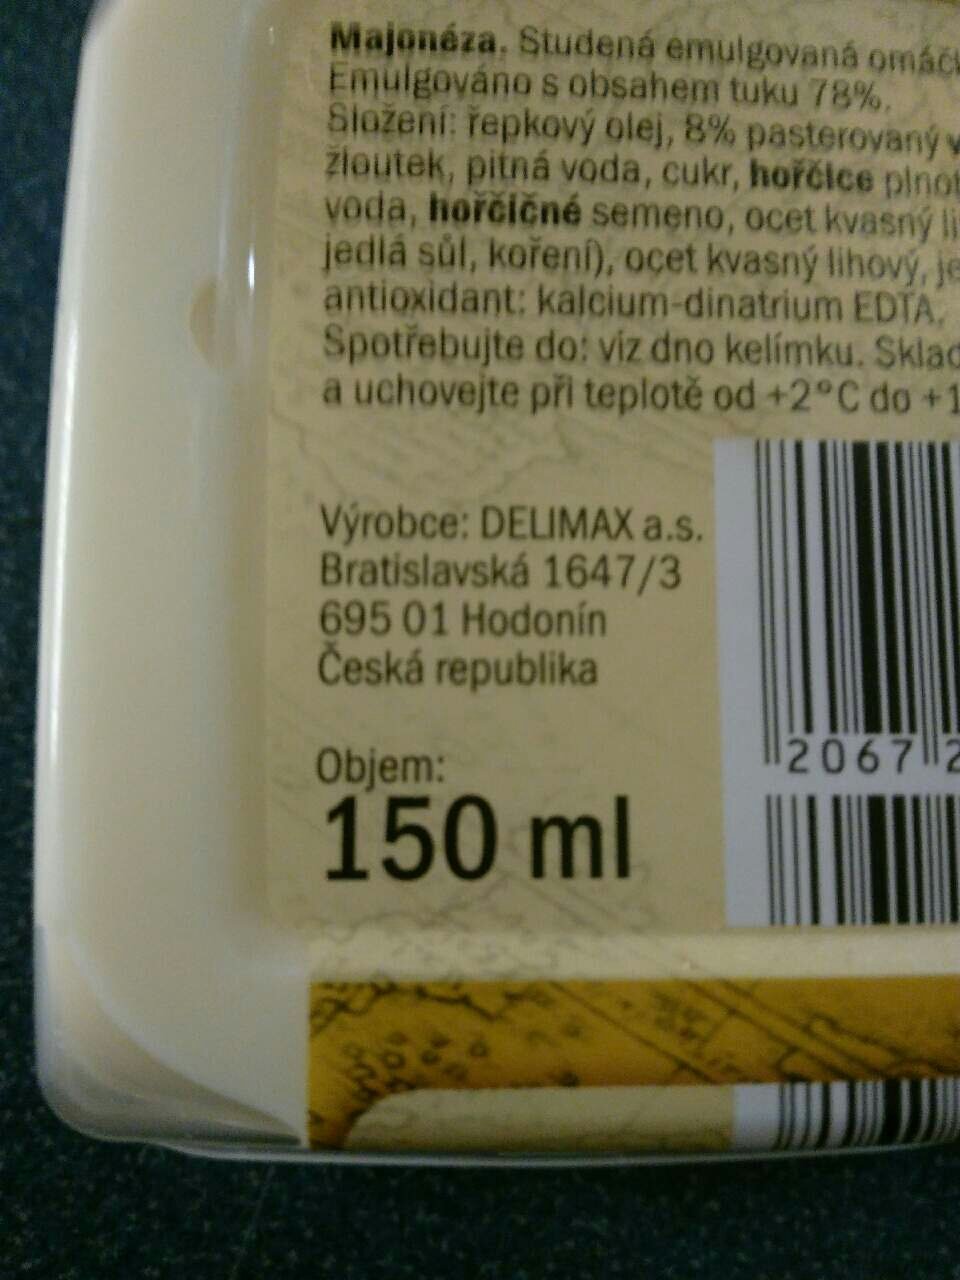 Majonéza. Studená emulgovaná
Emulgováno s obsahem tuku 78%.
Složení: řepkový olej, 8% pasterovaný
žloutek, pitná voda, cukr, hořčice
voda, hořčičné semeno, ocet kvasný
jedlá sůl, koření), ocet kvasný lihový,
antioxidant: kalcium-dinatrium EDTA.
Spotřebujte do: viz dno kelímku.
a uchovejte při teplotě od +2°C do
Výrobce: DELIMAX a.s.
Bratislavská 1647/3
695 01 Hodonín
Česká republika
Objem:
150 ml
2067